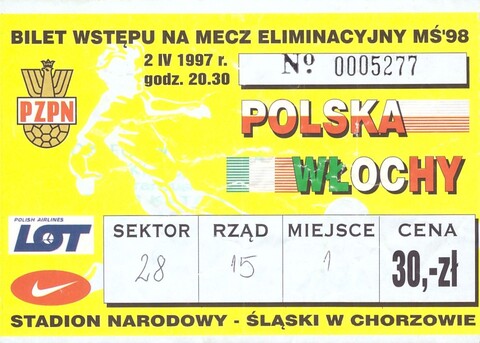 BILET WSTĘPU NA MECZ ELIMINACYJNY MŚ'98
2 IV 1997 r.
godz. 20.30
Nº 0005277
PZPN
POLSKA
WŁOCHY
POLISH AIRLINES
LOT
SEKTOR RZĄD MIEJSCE CENA
28 15 1 30,-zł
STADION NARODOWY - ŚLĄSKI W CHORZOWIE